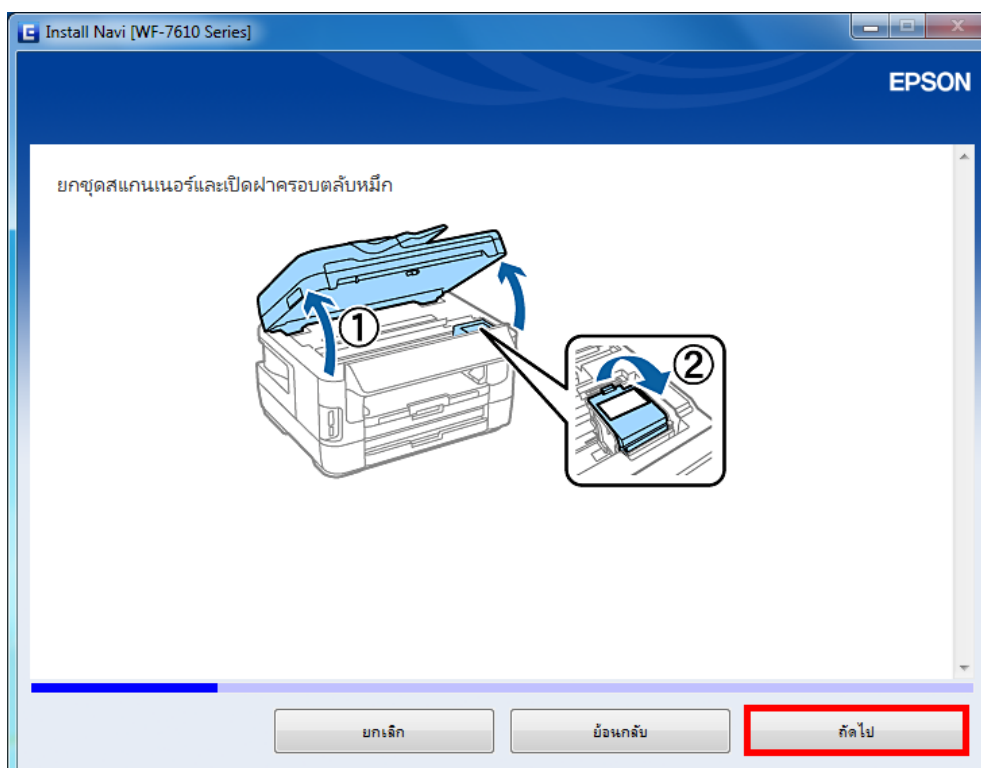 Install Navi [WF-7610 Series]
EPSON
ยกชุดสแกนเนอร์และเปิดฝาครอบตลับหมึก
①
②
ยกเลิก
ย้อนกลับ
ถัดไป